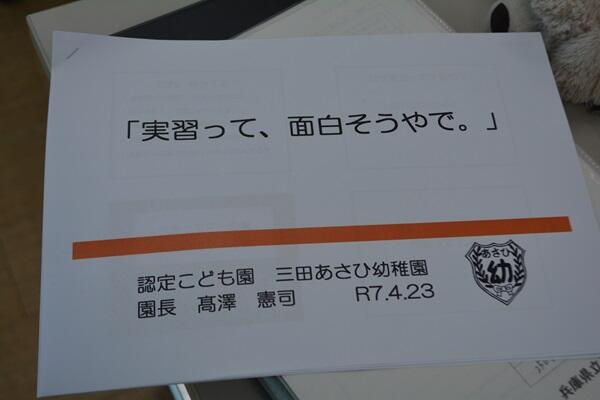 「実習って、面白そうやで。」
認定こども園　三田あさひ幼稚園
園長　髙澤　憲司　　R7.4.23
あさひ
幼
兵庫県立